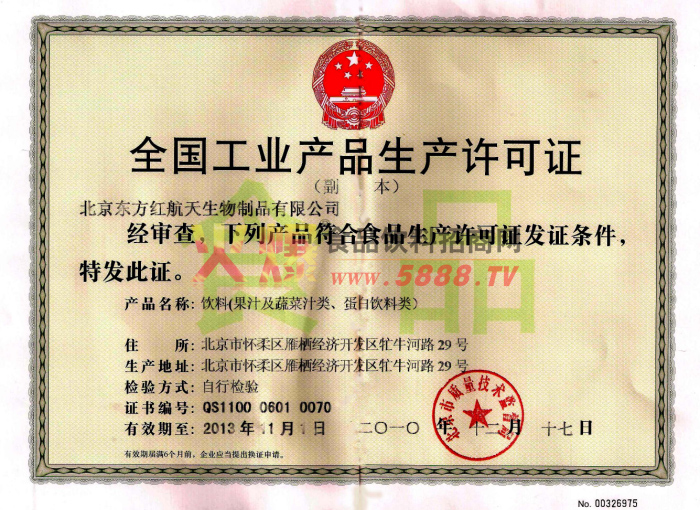 全国工业产品生产许可证
（副 本）
北京东方红航天生物制品有限公司
经审查，下列产品符合食品生产许可证发证条件，
特发此证。
食品
火爆
食品饮料招商网
www.5888.TV
产品名称：饮料(果汁及蔬菜汁类、蛋白饮料类）
住 所：北京市怀柔区雁栖经济开发区牤牛河路29号
生产地址：北京市怀柔区雁栖经济开发区牤牛河路29号
检验方式：自行检验
证书编号：QS1100 0601 0070
有效期至：2013年11月1日 二〇一〇 年 十二月 十七日
北京市质量技术监督局
有效期届满6个月前，企业应当提出换证申请。
No. 00326975